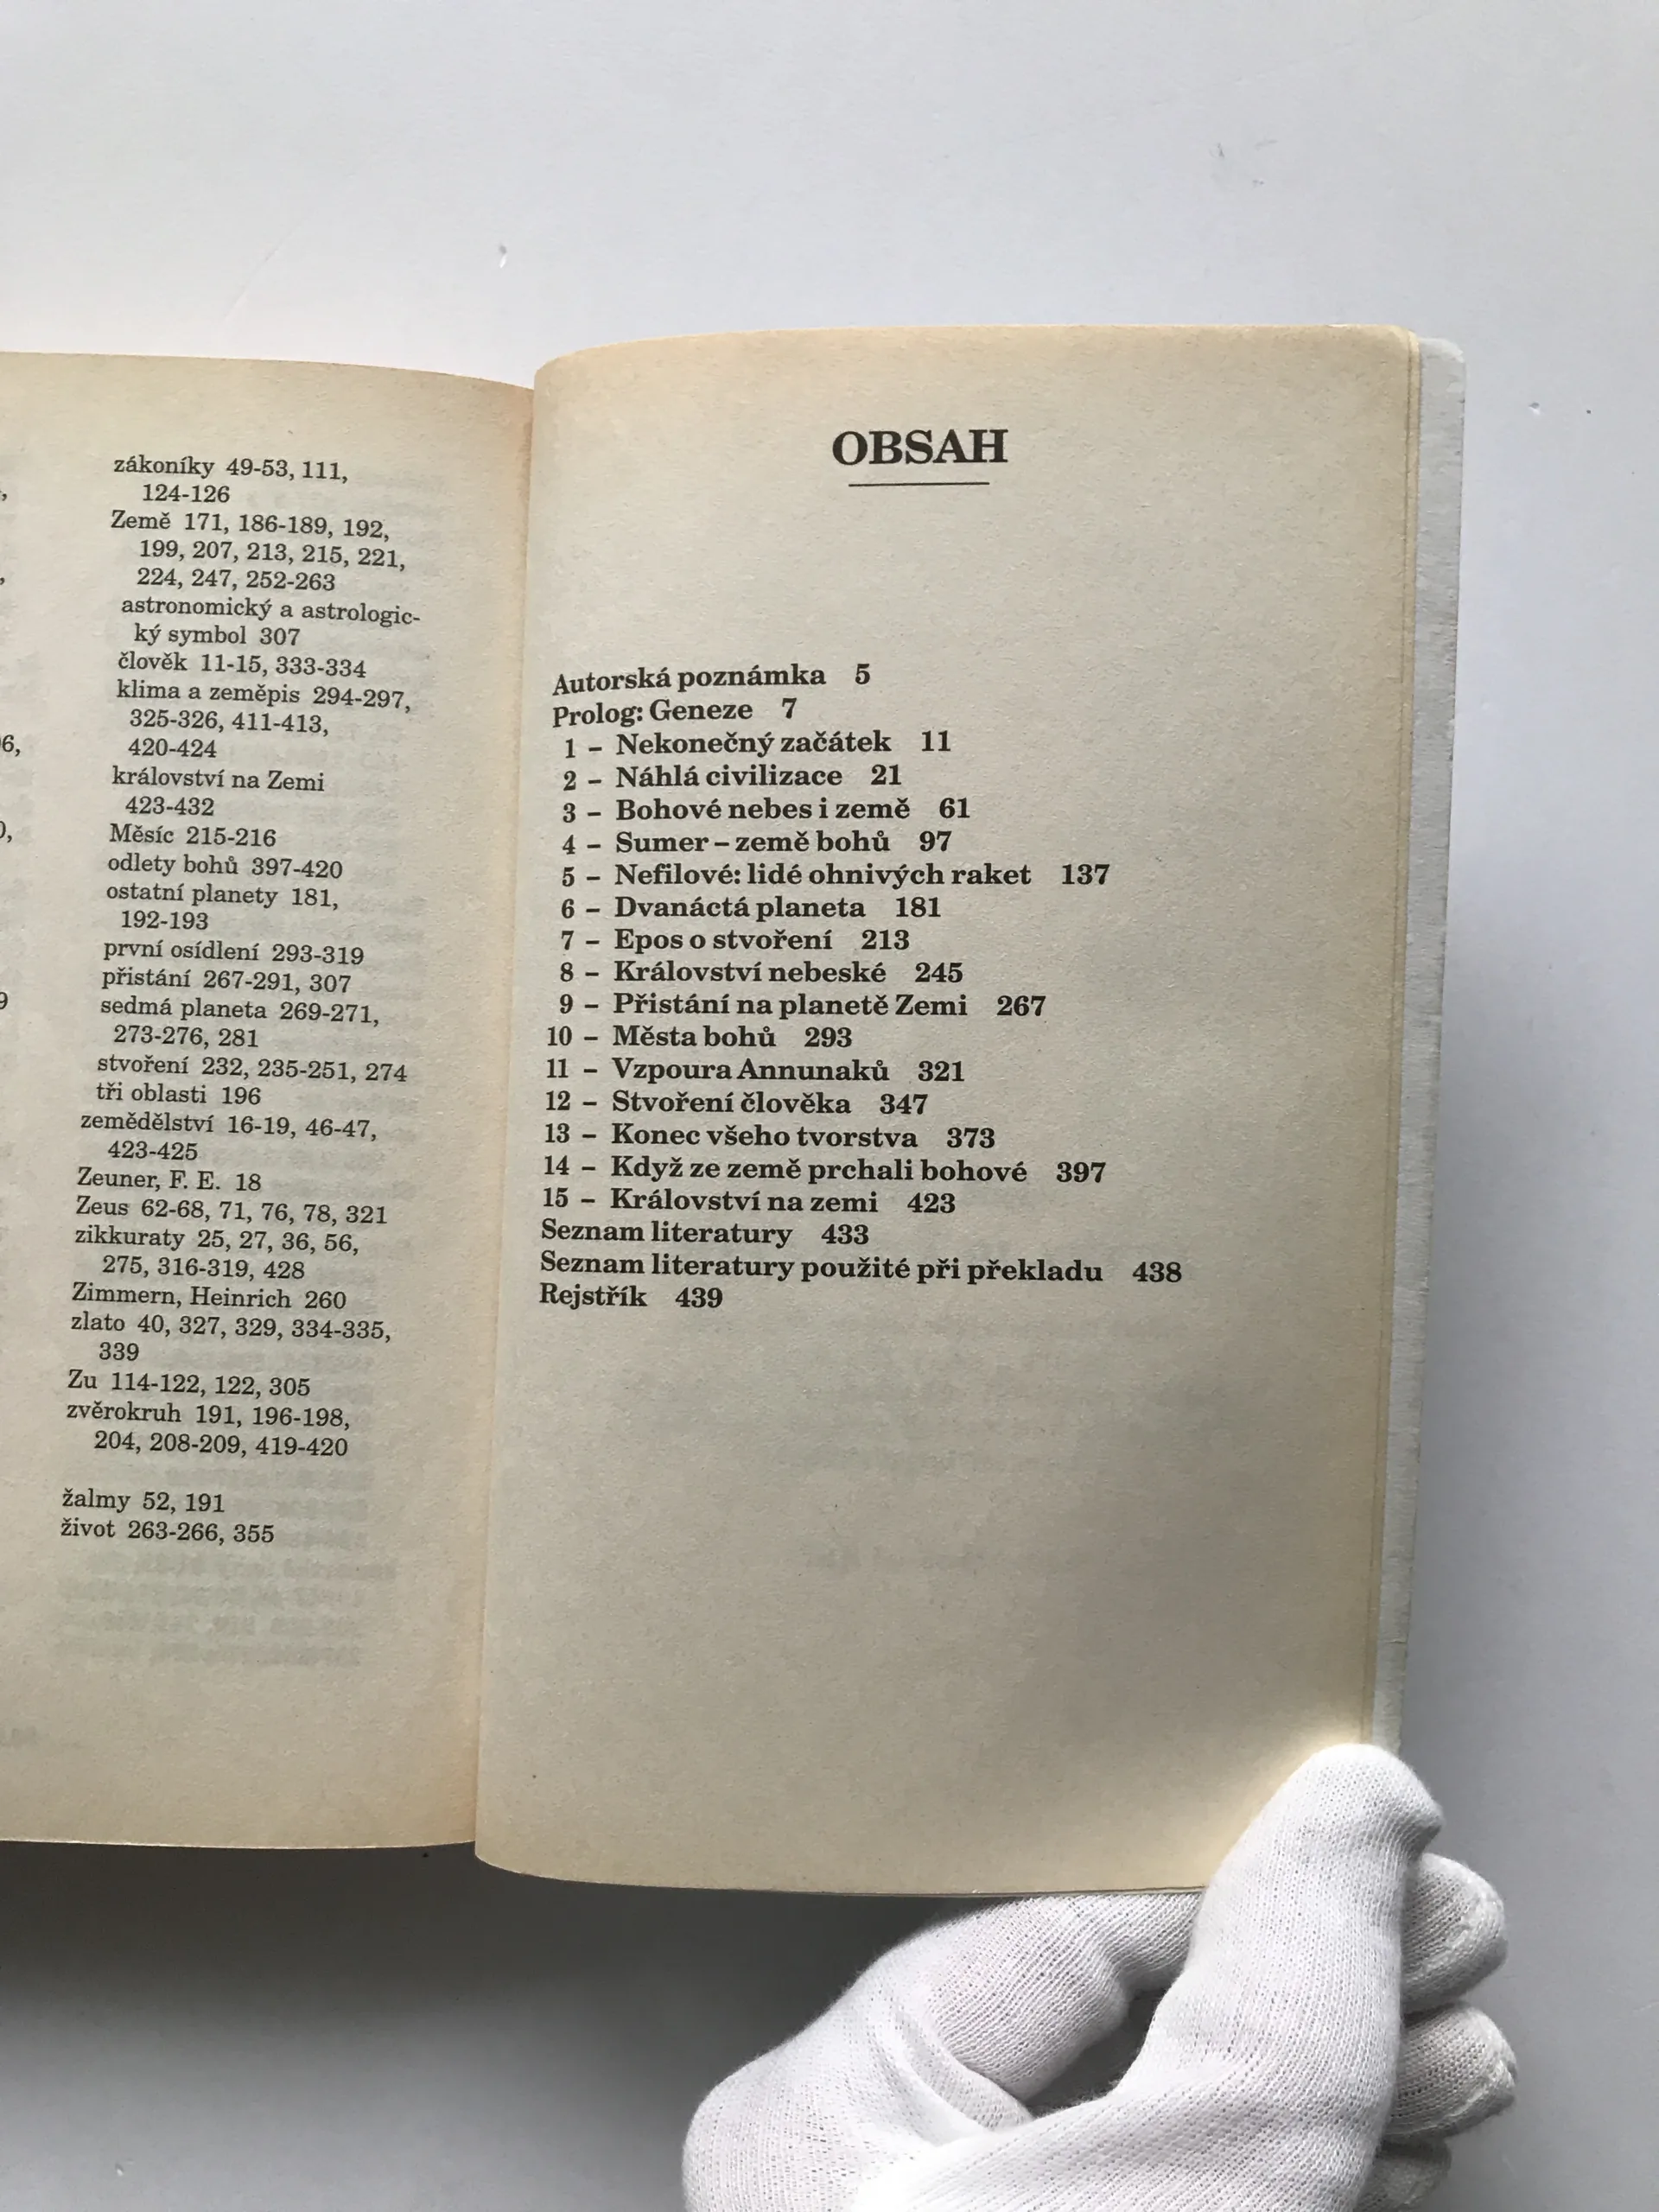 6,
9
zákoníky 49-53, 111,
124-126
Země 171, 186-189, 192,
199, 207, 213, 215, 221,
224, 247, 252-263
astronomický a astrologic-
ký symbol 307
člověk 11-15, 333-334
klima a zeměpis 294-297,
325-326, 411-413,
420-424
království na Zemi
423-432
Měsíc 215-216
odlety bohů 397-420
ostatní planety 181,
192-193
první osídlení 293-319
přistání 267-291, 307
sedmá planeta 269-271,
273-276, 281
stvoření 232, 235-251, 274
tři oblasti 196
zemědělství 16-19, 46-47,
423-425
Zeuner, F. E. 18
Zeus 62-68, 71, 76, 78, 321
zikkuraty 25, 27, 36, 56,
275, 316-319, 428
Zimmern, Heinrich 260
zlato 40, 327, 329, 334-335,
339
Zu 114-122, 122, 305
zvěrokruh 191, 196-198,
204, 208-209, 419-420
žalmy 52, 191
život 263-266, 355
OBSAH
Autorská poznámka 5
Prolog: Geneze 7
1 – Nekonečný začátek 11
2 – Náhlá civilizace 21
3 – Bohové nebes i země 61
4 – Sumer – země bohů 97
5 – Nefilové: lidé ohnivých raket 137
6 – Dvanáctá planeta 181
7 – Epos o stvoření 213
8 – Království nebeské 245
9 – Přistání na planetě Zemi 267
10 – Města bohů 293
11 – Vzpoura Annunaků 321
12 – Stvoření člověka 347
13 – Konec všeho tvorstva 373
14 – Když ze země prchali bohové 397
15 – Království na zemi 423
Seznam literatury 433
Seznam literatury použité při překladu 438
Rejstřík 439